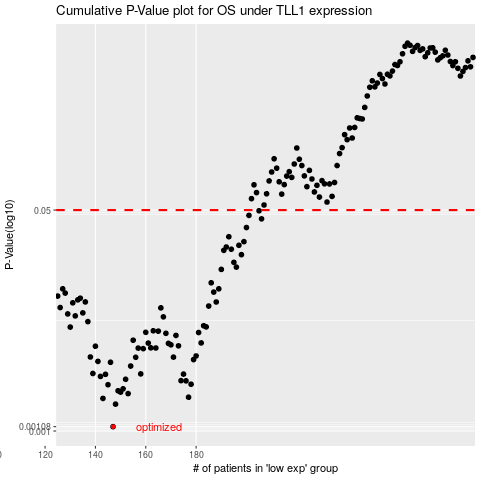 Cumulative P-Value plot for OS under TLL1 expression
P-Value(log10)
0.05
0.00108
0.001
optimized
0 120 140 160 180
# of patients in 'low exp' group